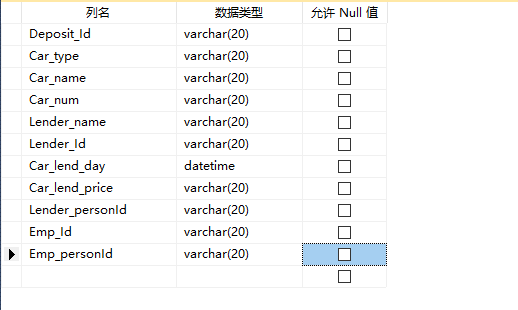 列名 数据类型 允许 Null 值
Deposit_Id varchar(20)
Car_type varchar(20)
Car_name varchar(20)
Car_num varchar(20)
Lender_name varchar(20)
Lender_Id varchar(20)
Car_lend_day datetime
Car_lend_price varchar(20)
Lender_personId varchar(20)
Emp_Id varchar(20)
Emp_personId varchar(20)